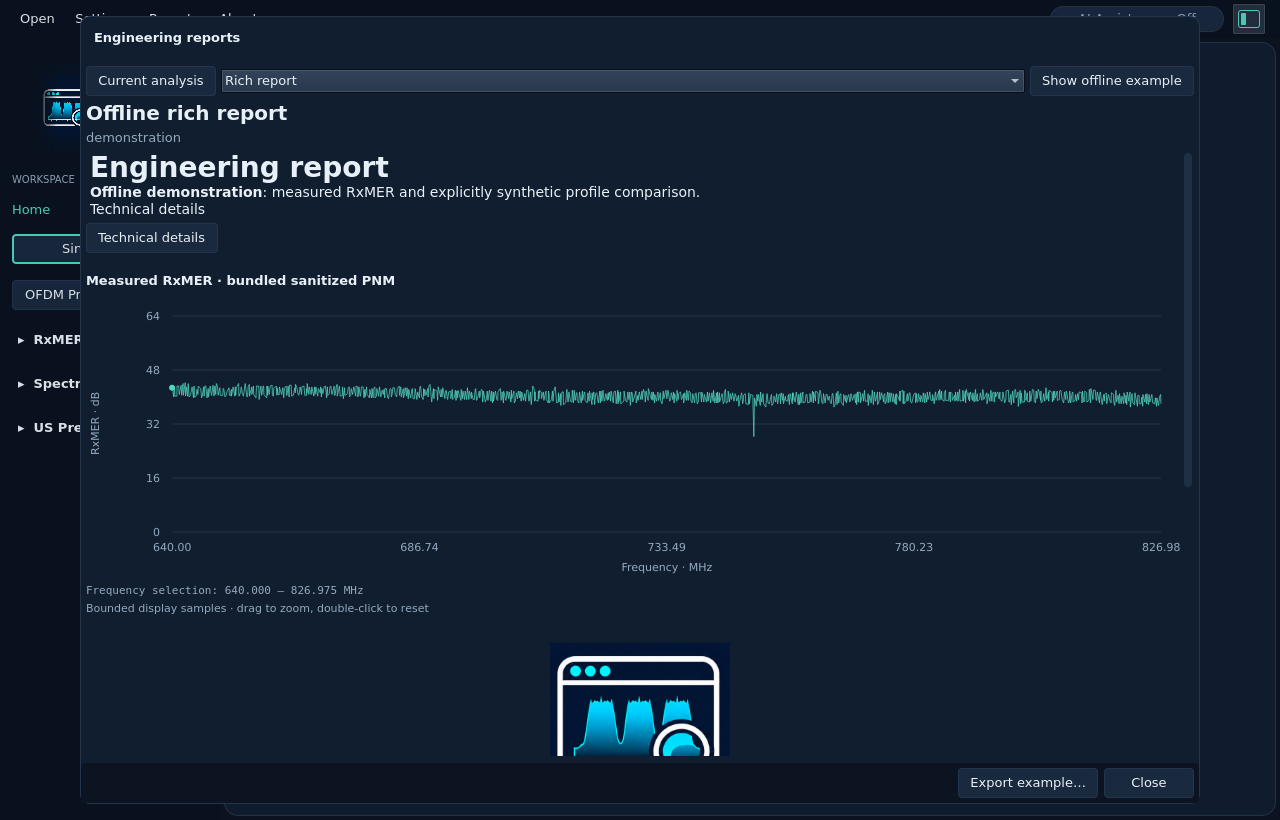 Open
Engineering reports
Current analysis
Rich report
Show offline example
Offline rich report
demonstration
Engineering report
Offline demonstration: measured RxMER and explicitly synthetic profile comparison.
Technical details
Technical details
WORKSPACE
Home
OFDM
RxMER
Measured RxMER · bundled sanitized PNM
64
48
32
16
0
RxMER · dB
640.00 686.74 733.49 780.23 826.98
Frequency · MHz
Frequency selection: 640.000 — 826.975 MHz
Bounded display samples · drag to zoom, double-click to reset
US
Export example…
Close